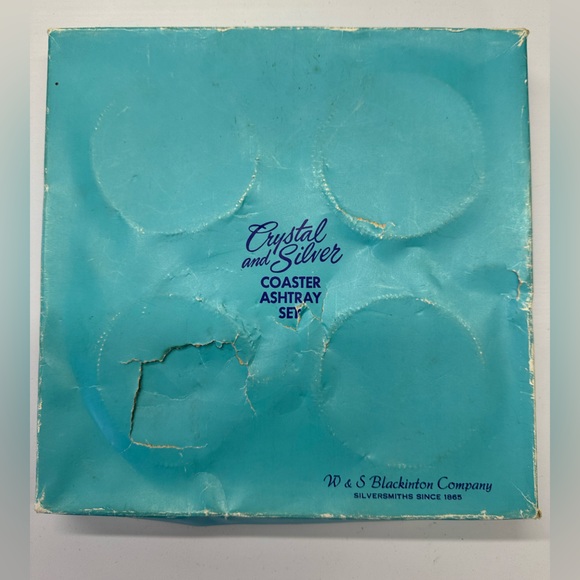 Crystal
and Silver
COASTER
ASHTRAY
SET
W & S Blackinton Company
SILVERSMITHS SINCE 1865